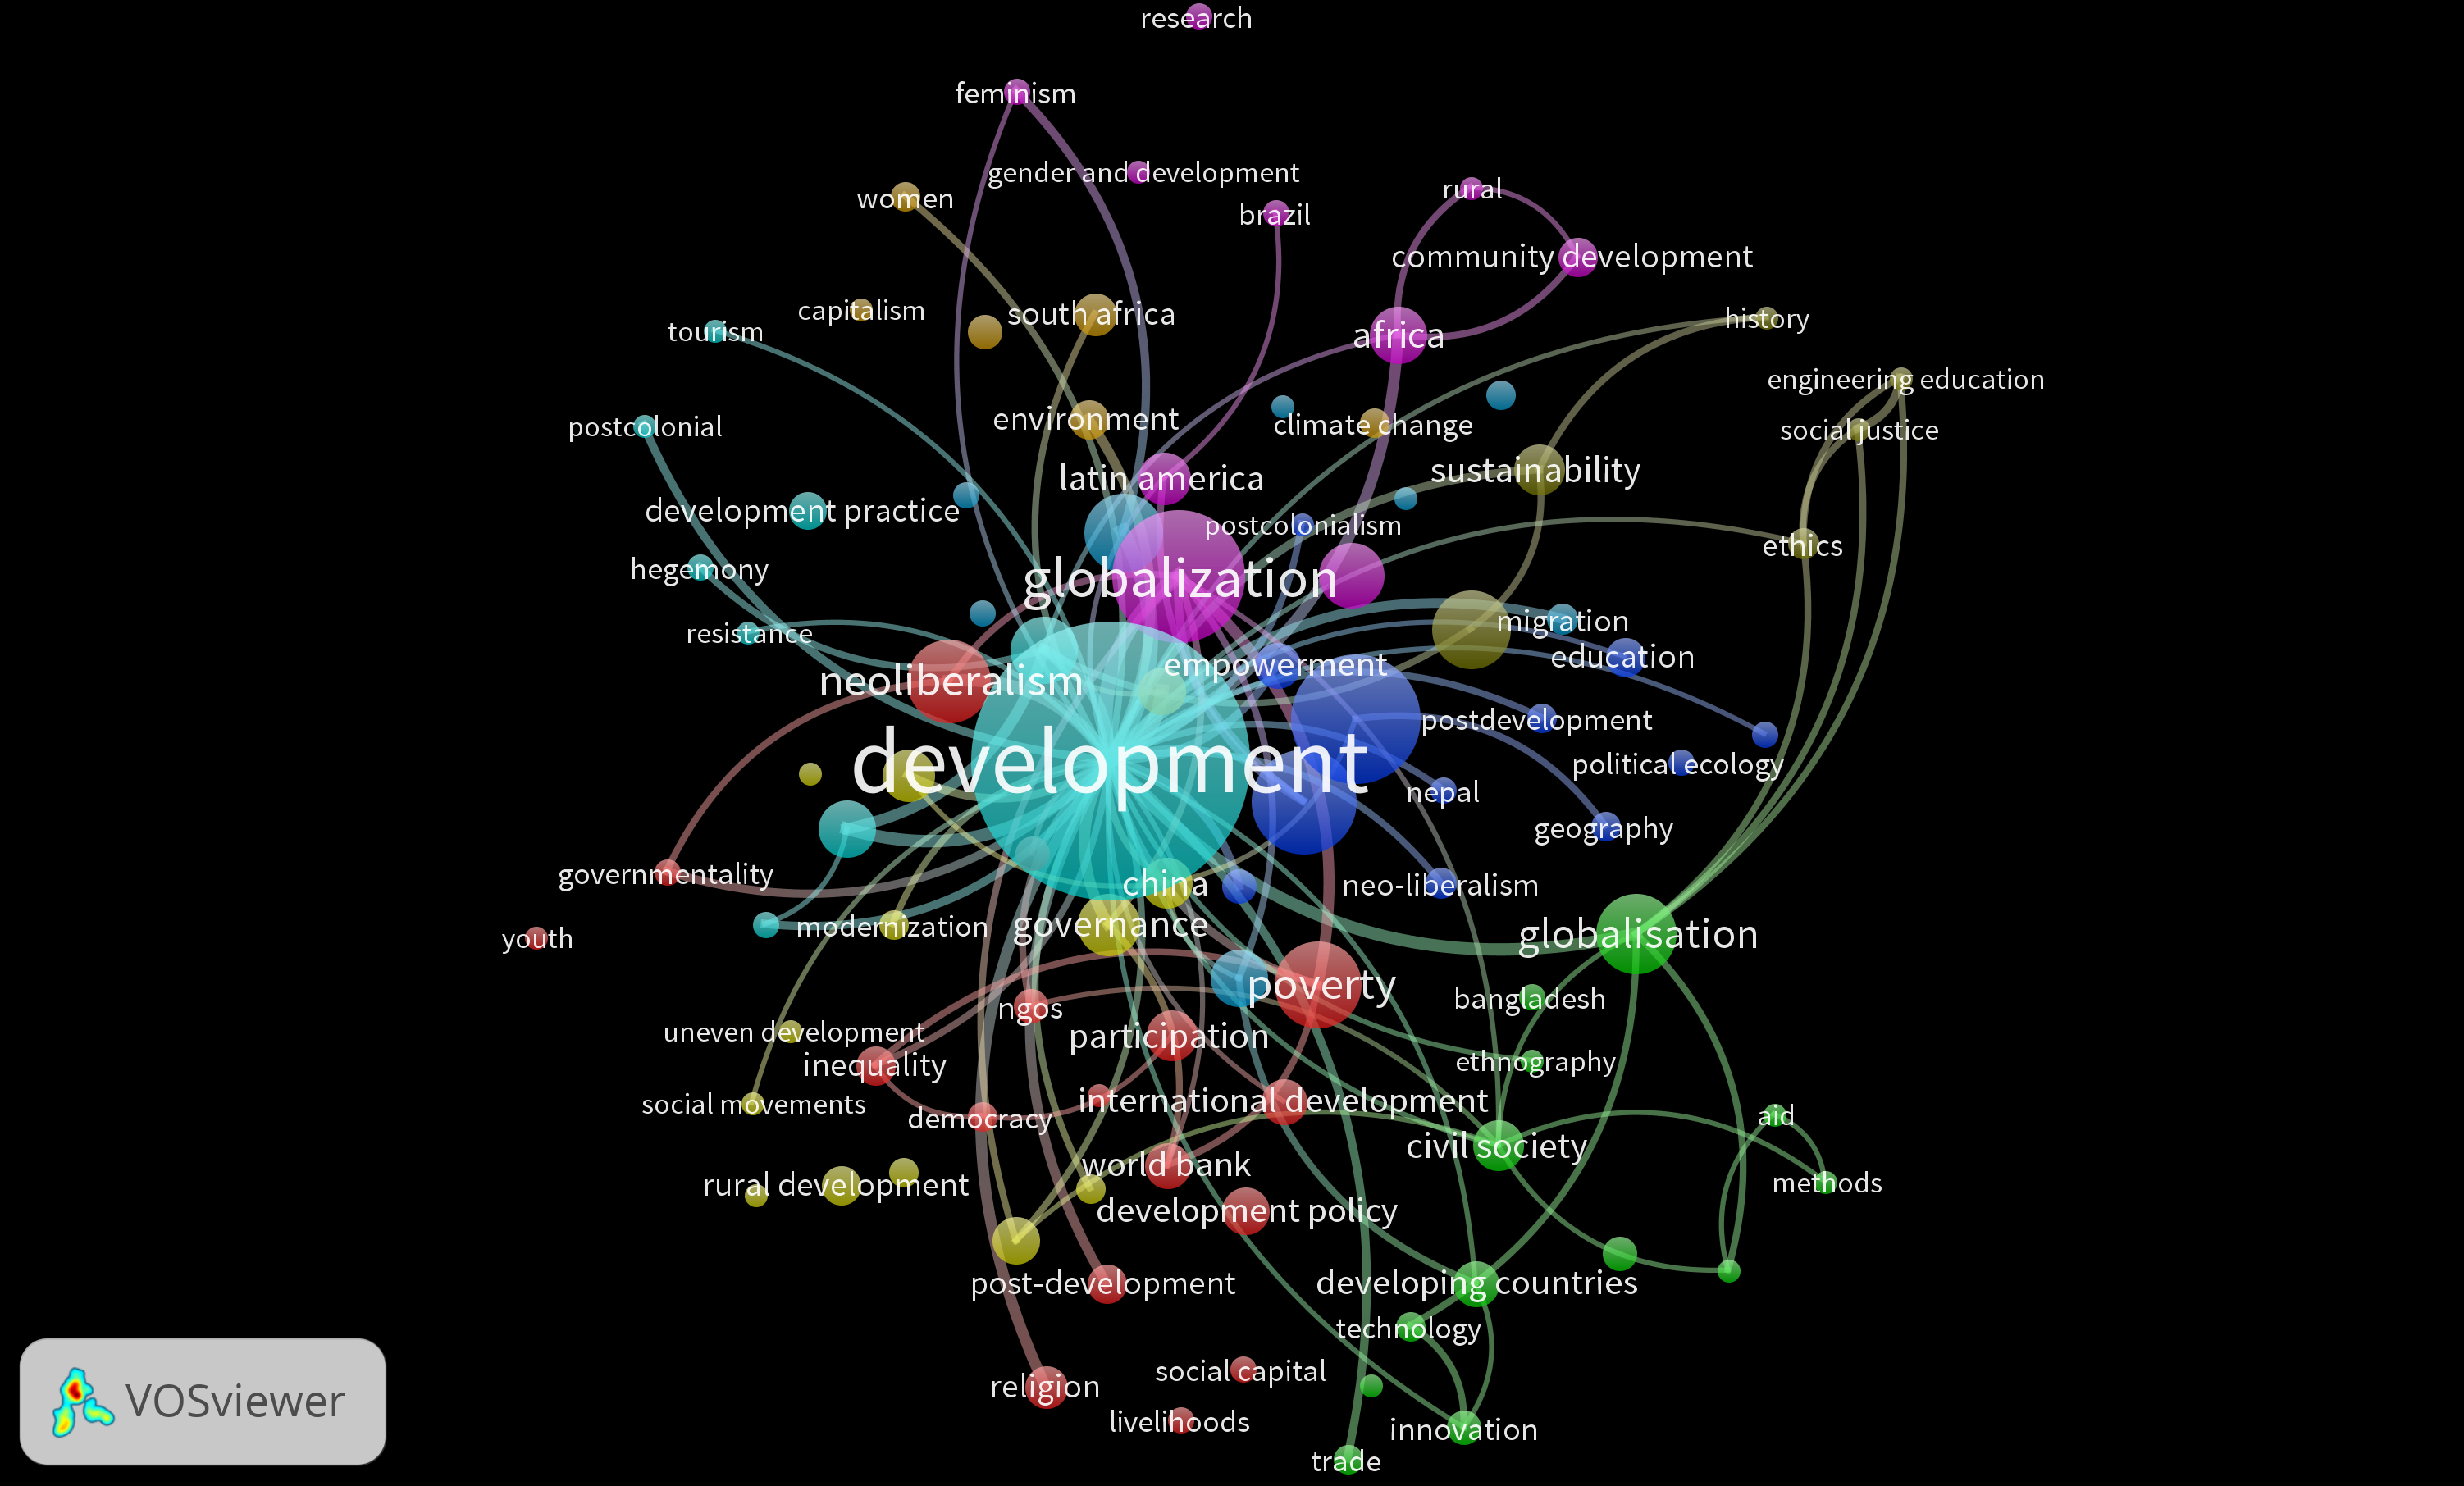 research
feminism
gender and development
rural
women
brazil
community development
capitalism
south africa
history
tourism
africa
engineering education
environment
climate change
postcolonial
social justice
latin america
sustainability
development practice
postcolonialism
ethics
hegemony
globalization
migration
resistance
education
empowerment
neoliberalism
postdevelopment
development
political ecology
nepal
geography
governmentality
china
neo-liberalism
modernization
governance
youth
globalisation
poverty
bangladesh
ngos
uneven development
participation
inequality
ethnography
international development
social movements
democracy
aid
civil society
world bank
rural development
methods
development policy
post-development
developing countries
technology
social capital
religion
livelihoods
innovation
trade
VOSviewer